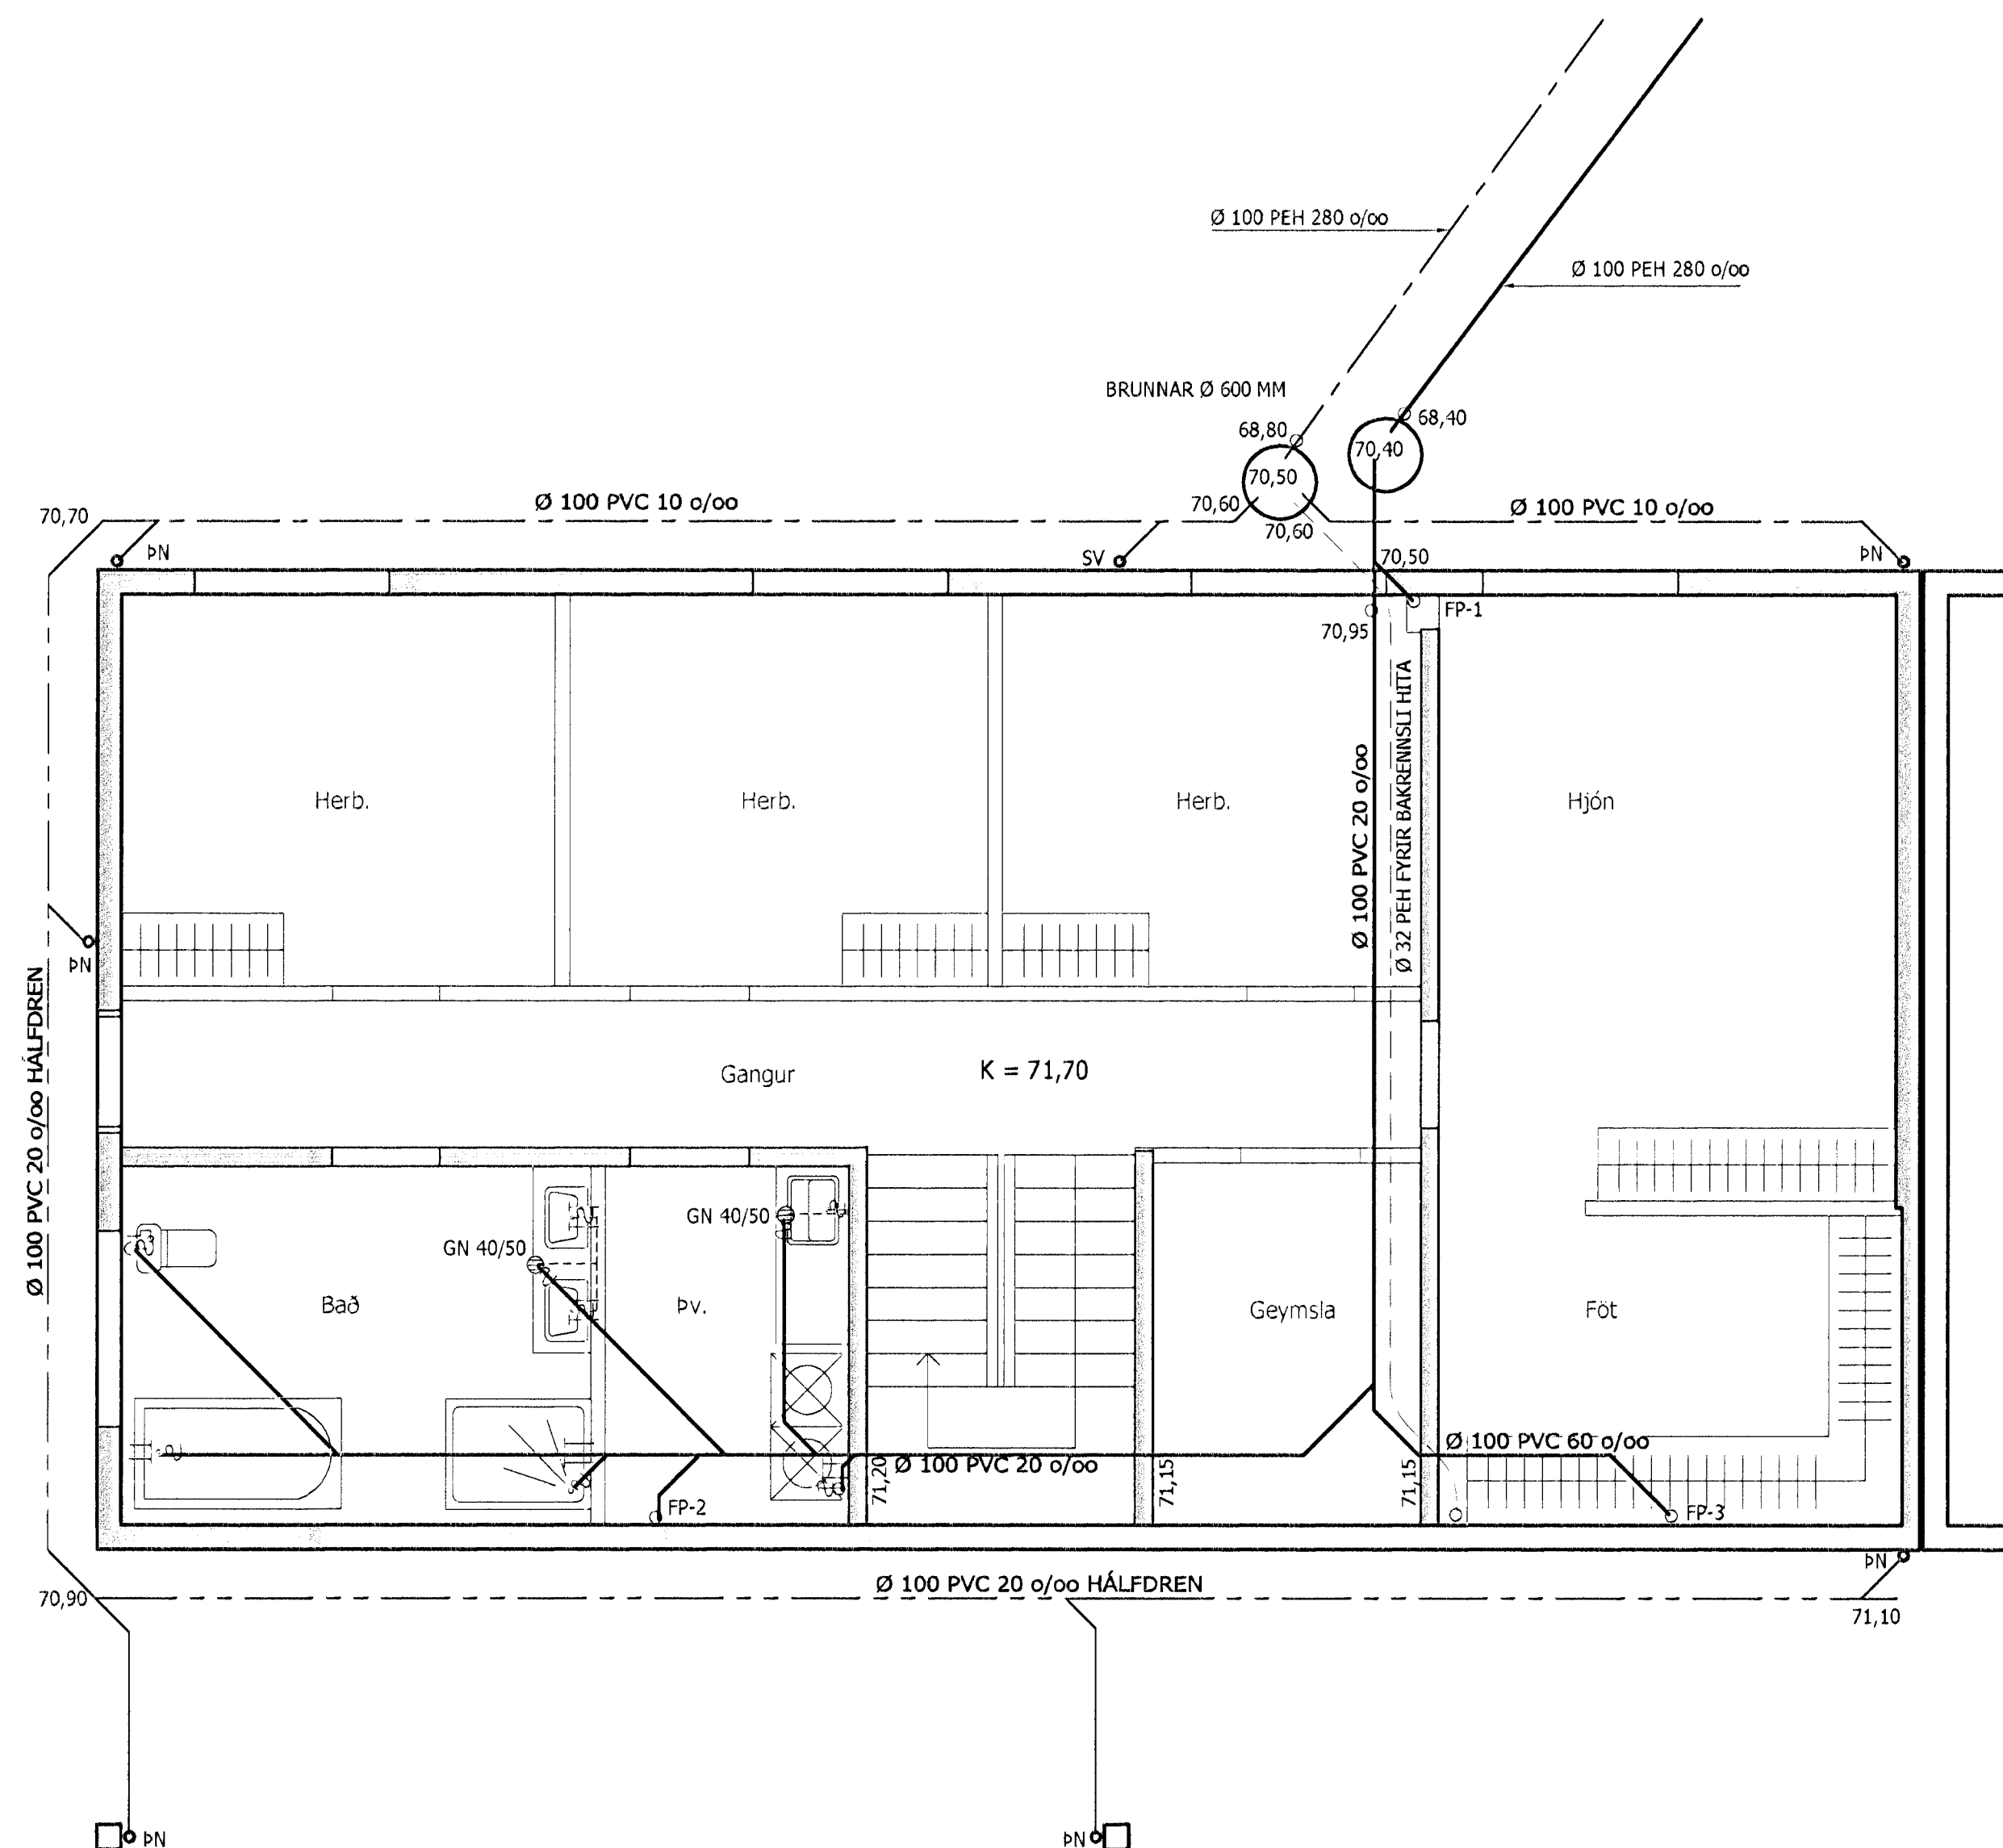 Ø 100 PEH 280 o/oo
Ø 100 PEH 280 o/oo
BRUNNAR Ø 600 MM
68,80
68,40
70,40
70,50
70,60
70,60
Ø 100 PVC 10 o/oo
Ø 100 PVC 10 o/oo
70,70
ÞN
SV
70,50
ÞN
FP-1
70,95
Ø 100 PVC 20 o/oo
Ø 32 PEH FYRIR BAKRENNSLI HITA
Herb.
Herb.
Herb.
Hjón
ÞN
Ø 100 PVC 20 o/oo HÁLFDREN
Gangur
K = 71,70
GN 40/50
GN 40/50
Bað
Þv.
Geymsla
Föt
Ø 100 PVC 60 o/oo
71,20
Ø 100 PVC 20 o/oo
71,15
71,15
FP-2
FP-3
ÞN
Ø 100 PVC 20 o/oo HÁLFDREN
70,90
71,10
ÞN
ÞN